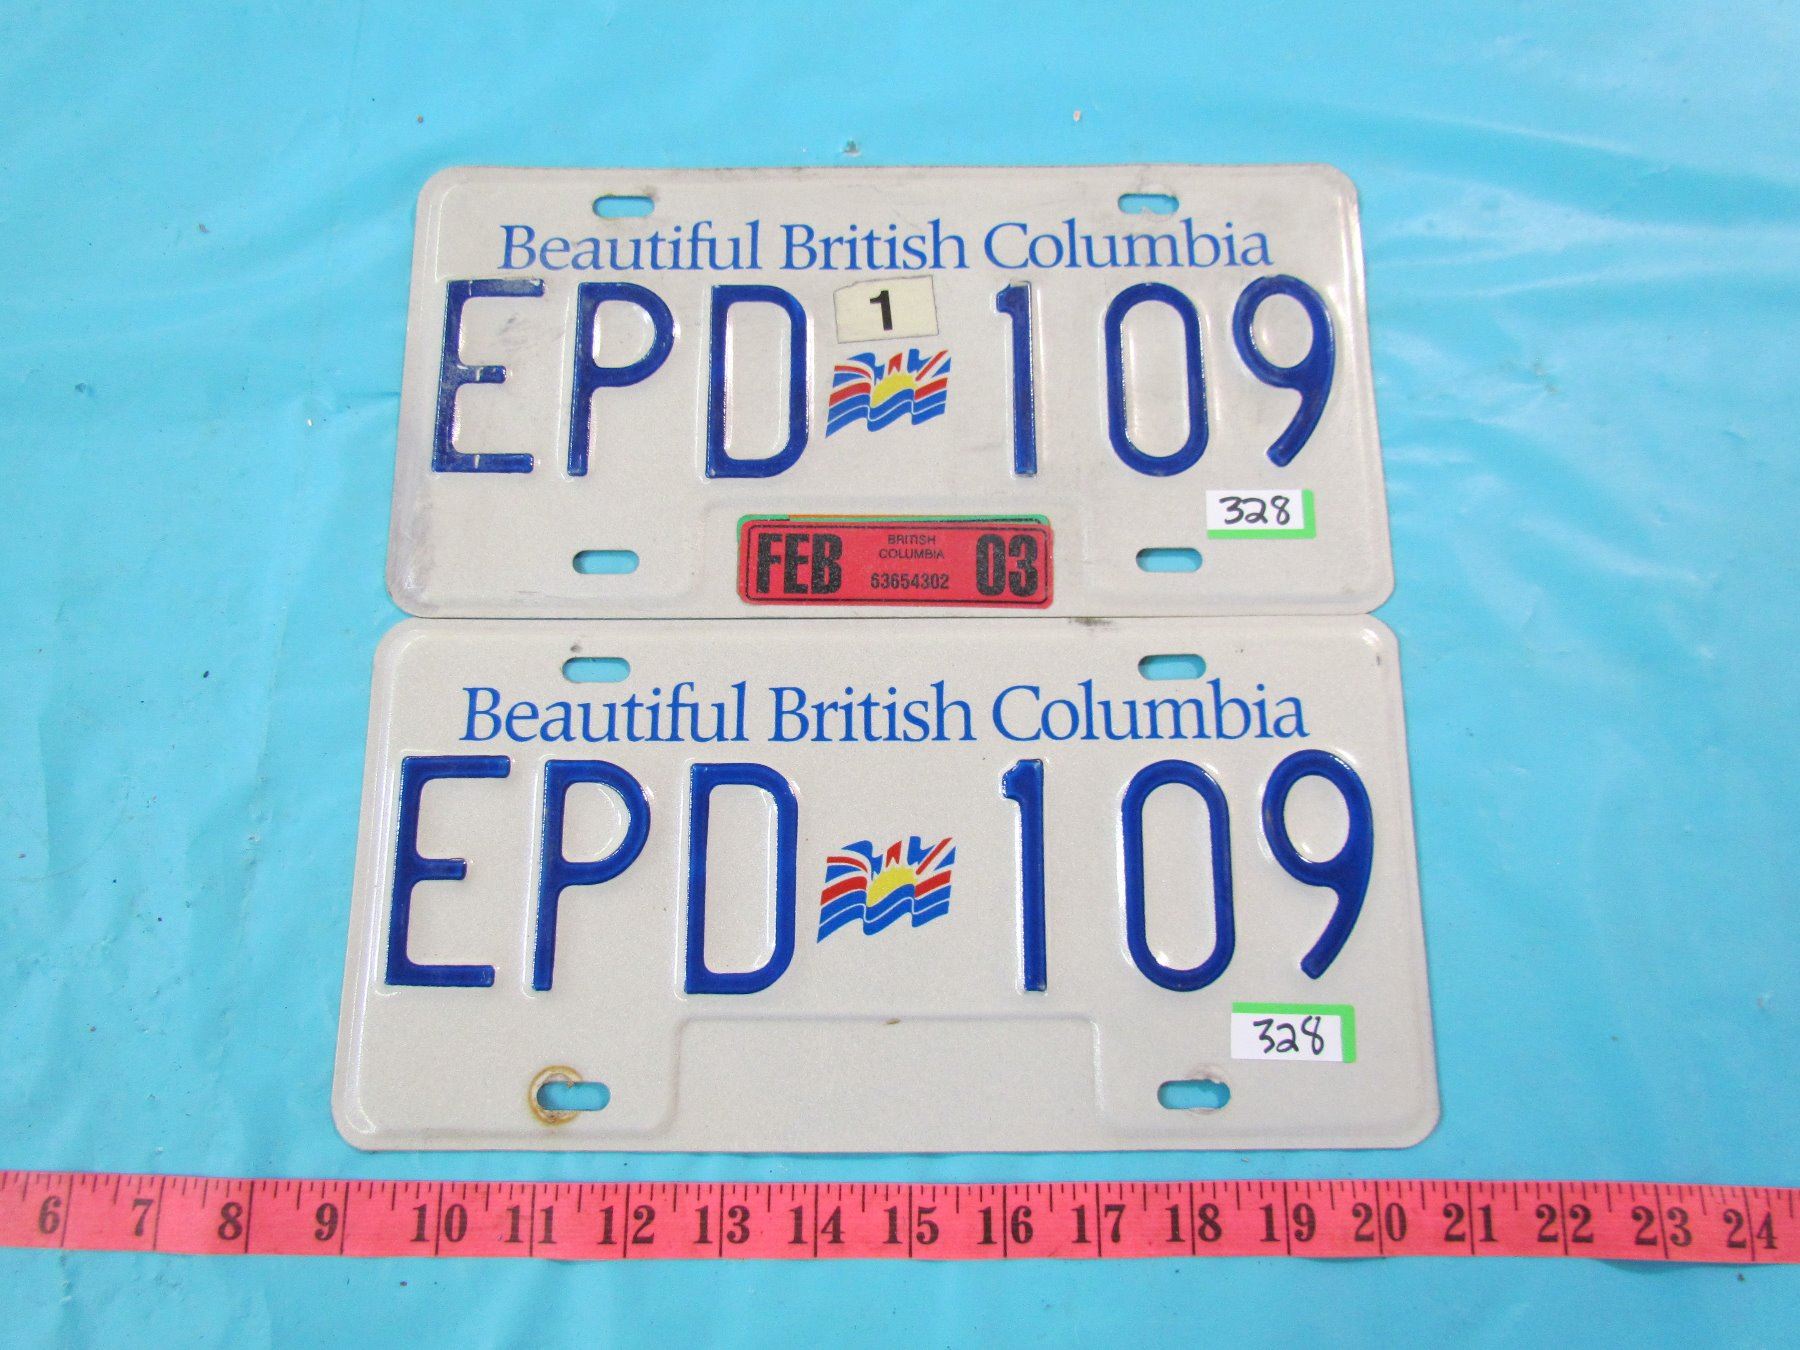 Beautiful British Columbia
EPD 1 109
328
FEB BRITISH COLUMBIA 63654302 03
Beautiful British Columbia
EPD 109
328
6 7 8 9 10 11 12 13 14 15 16 17 18 19 20 21 22 23 24